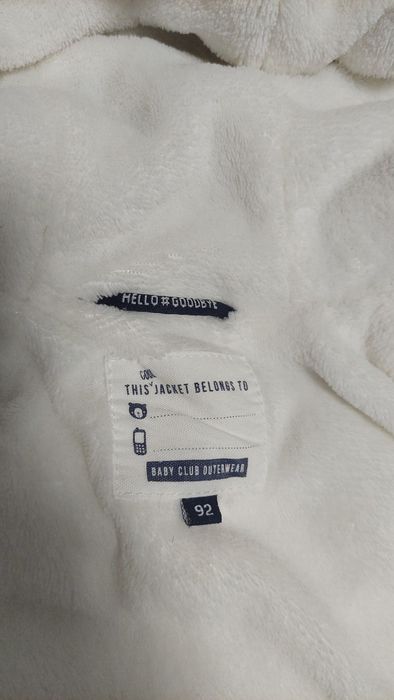 HELLO#GOODBYE
COOL
THIS JACKET BELONGS TO
BABY CLUB OUTERWEAR
92